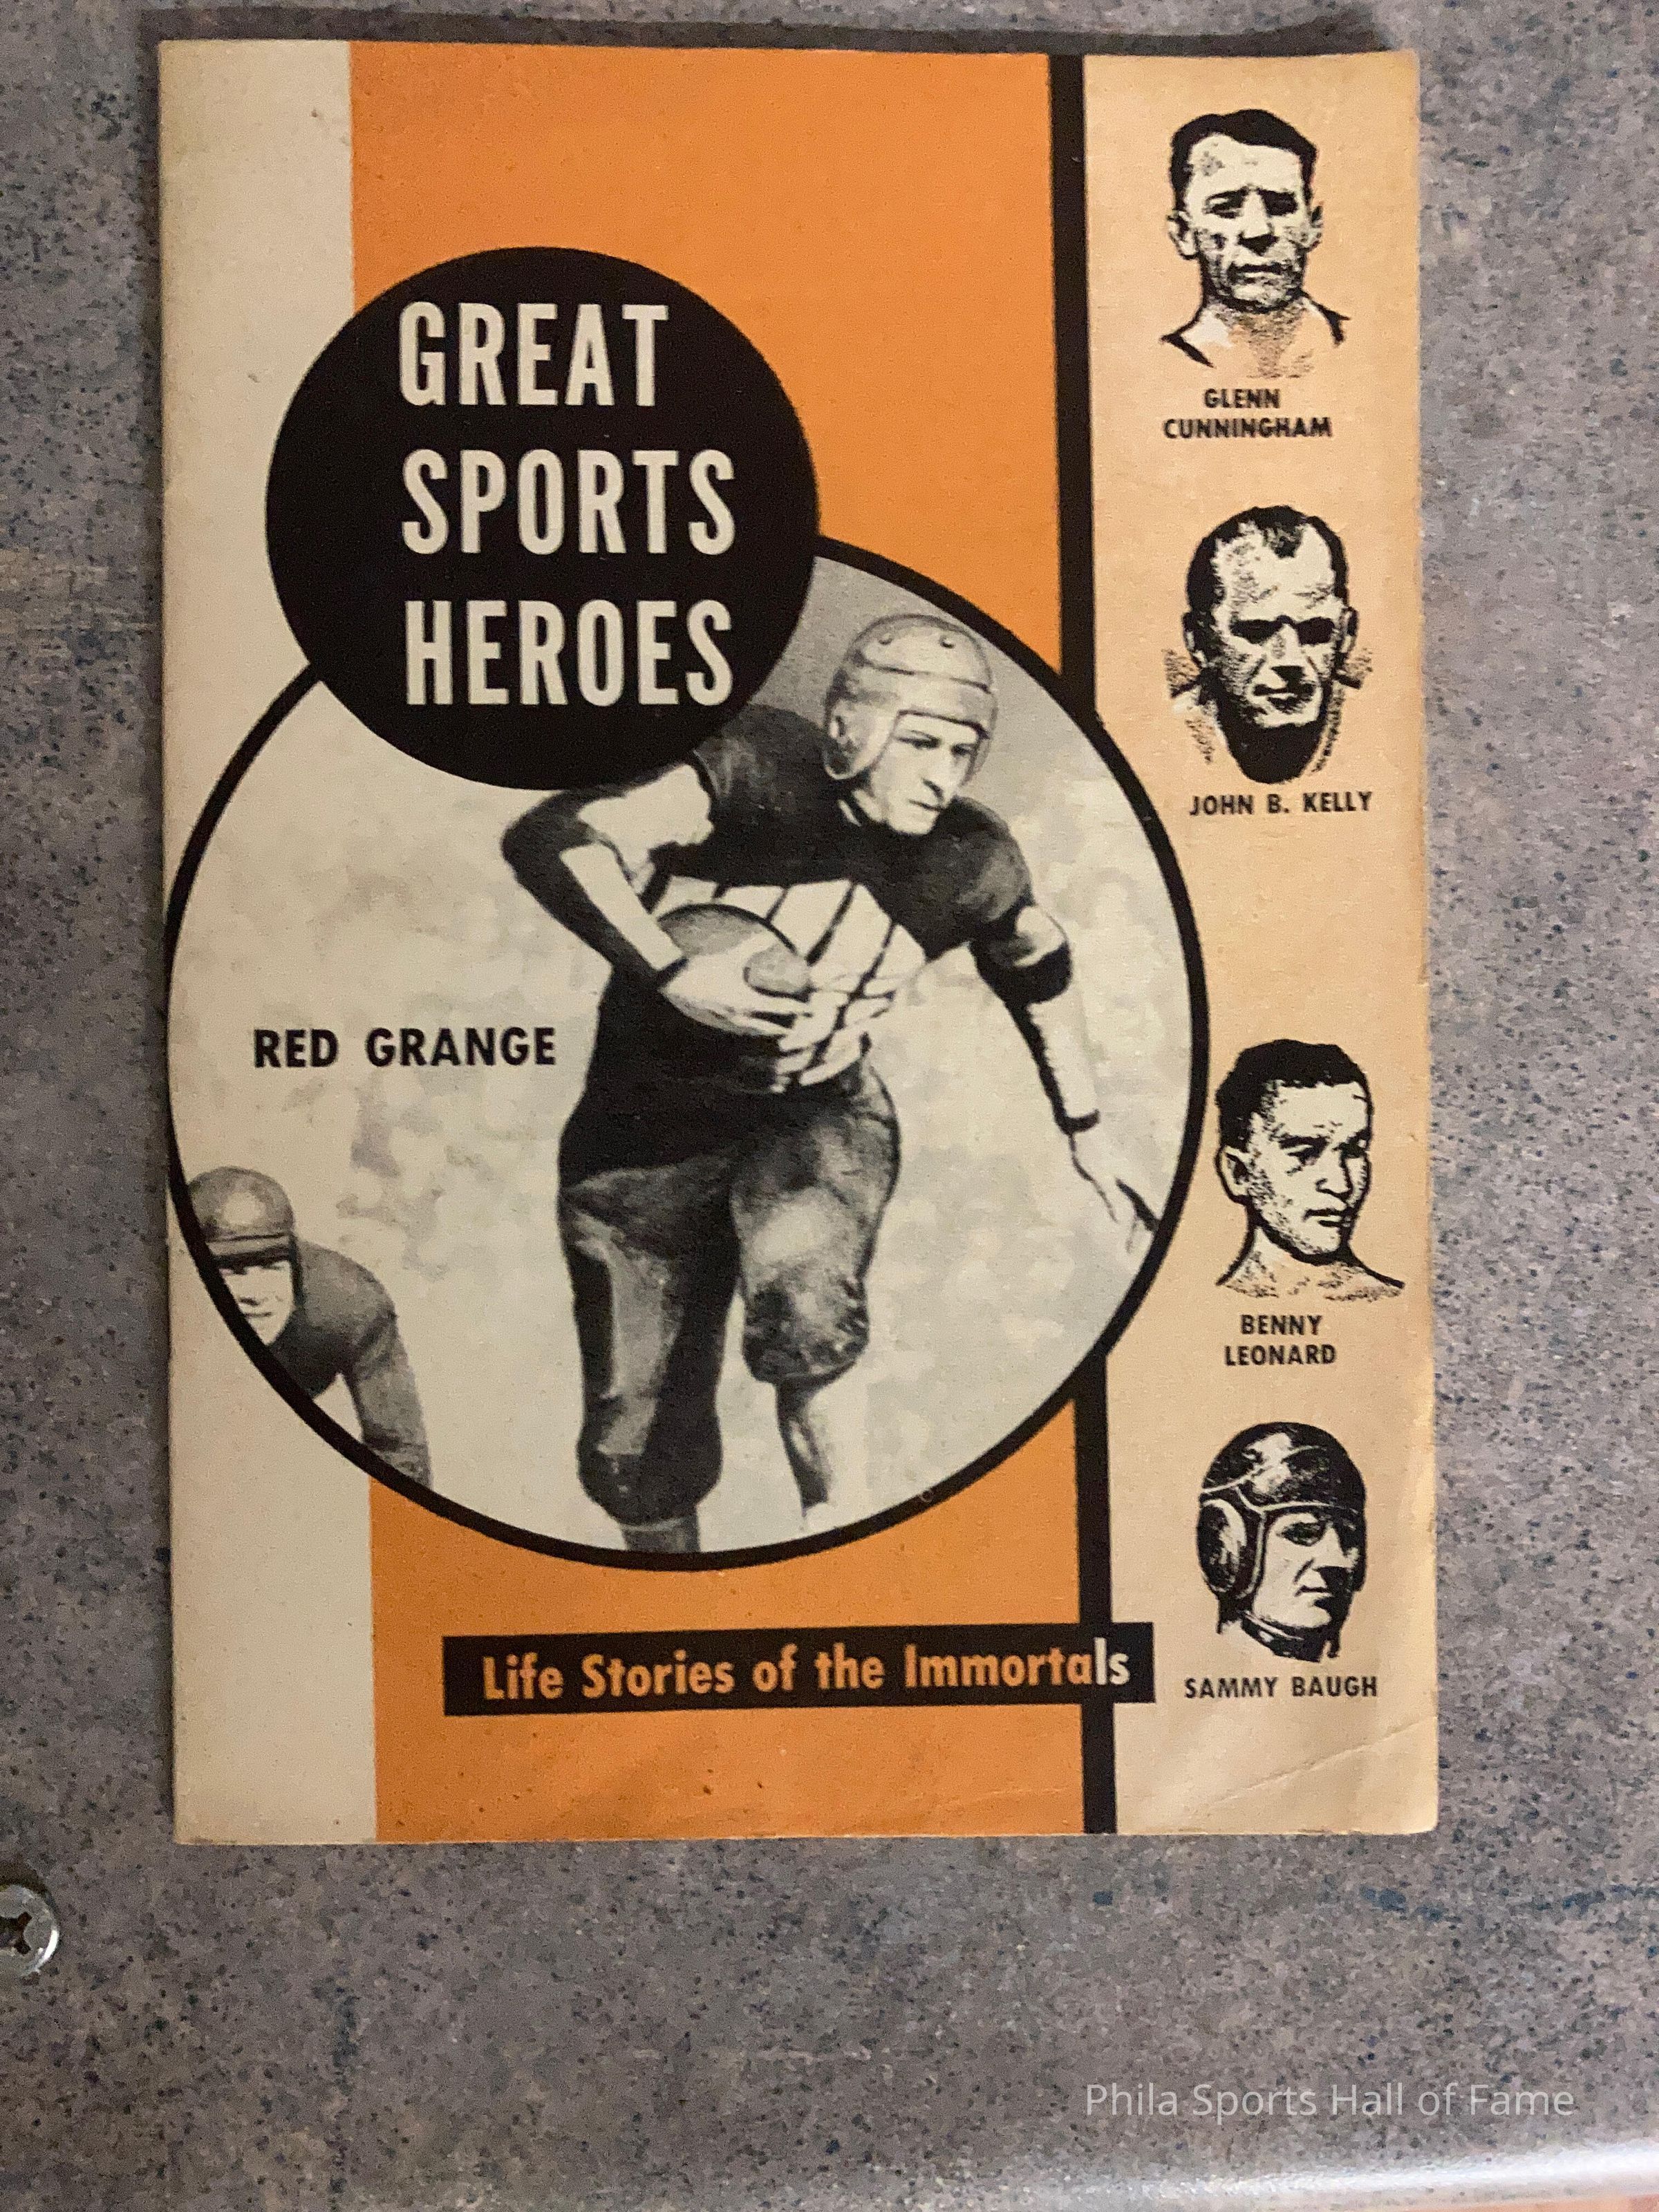 GREAT
SPORTS
HEROES
RED GRANGE
Life Stories of the Immortals
GLENN
CUNNINGHAM
JOHN B. KELLY
BENNY
LEONARD
SAMMY BAUGH
Phila Sports Hall of Fame